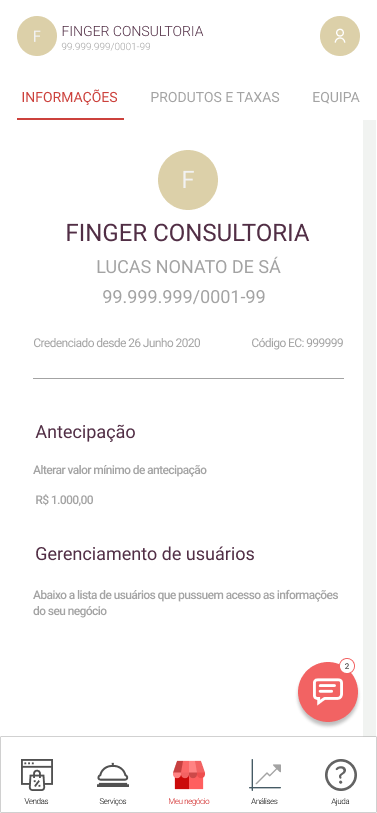 F
FINGER CONSULTORIA
99.999.999/0001-99
INFORMAÇÕES
PRODUTOS E TAXAS
EQUIPA
F
FINGER CONSULTORIA
LUCAS NONATO DE SÁ
99.999.999/0001-99
Credenciado desde 26 Junho 2020
Código EC: 999999
Antecipação
Alterar valor mínimo de antecipação
R$ 1.000,00
Gerenciamento de usuários
Abaixo a lista de usuários que pussuem acesso as informações
do seu negócio
2
Vendas
Serviços
Meu negócio
Análises
Ajuda